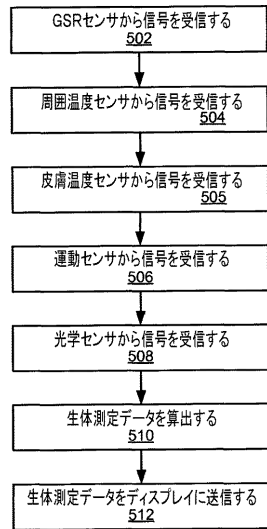 GSRセンサから信号を受信する
502
周囲温度センサから信号を受信する
504
皮膚温度センサから信号を受信する
505
運動センサから信号を受信する
506
光学センサから信号を受信する
508
生体測定データを算出する
510
生体測定データをディスプレイに送信する
512